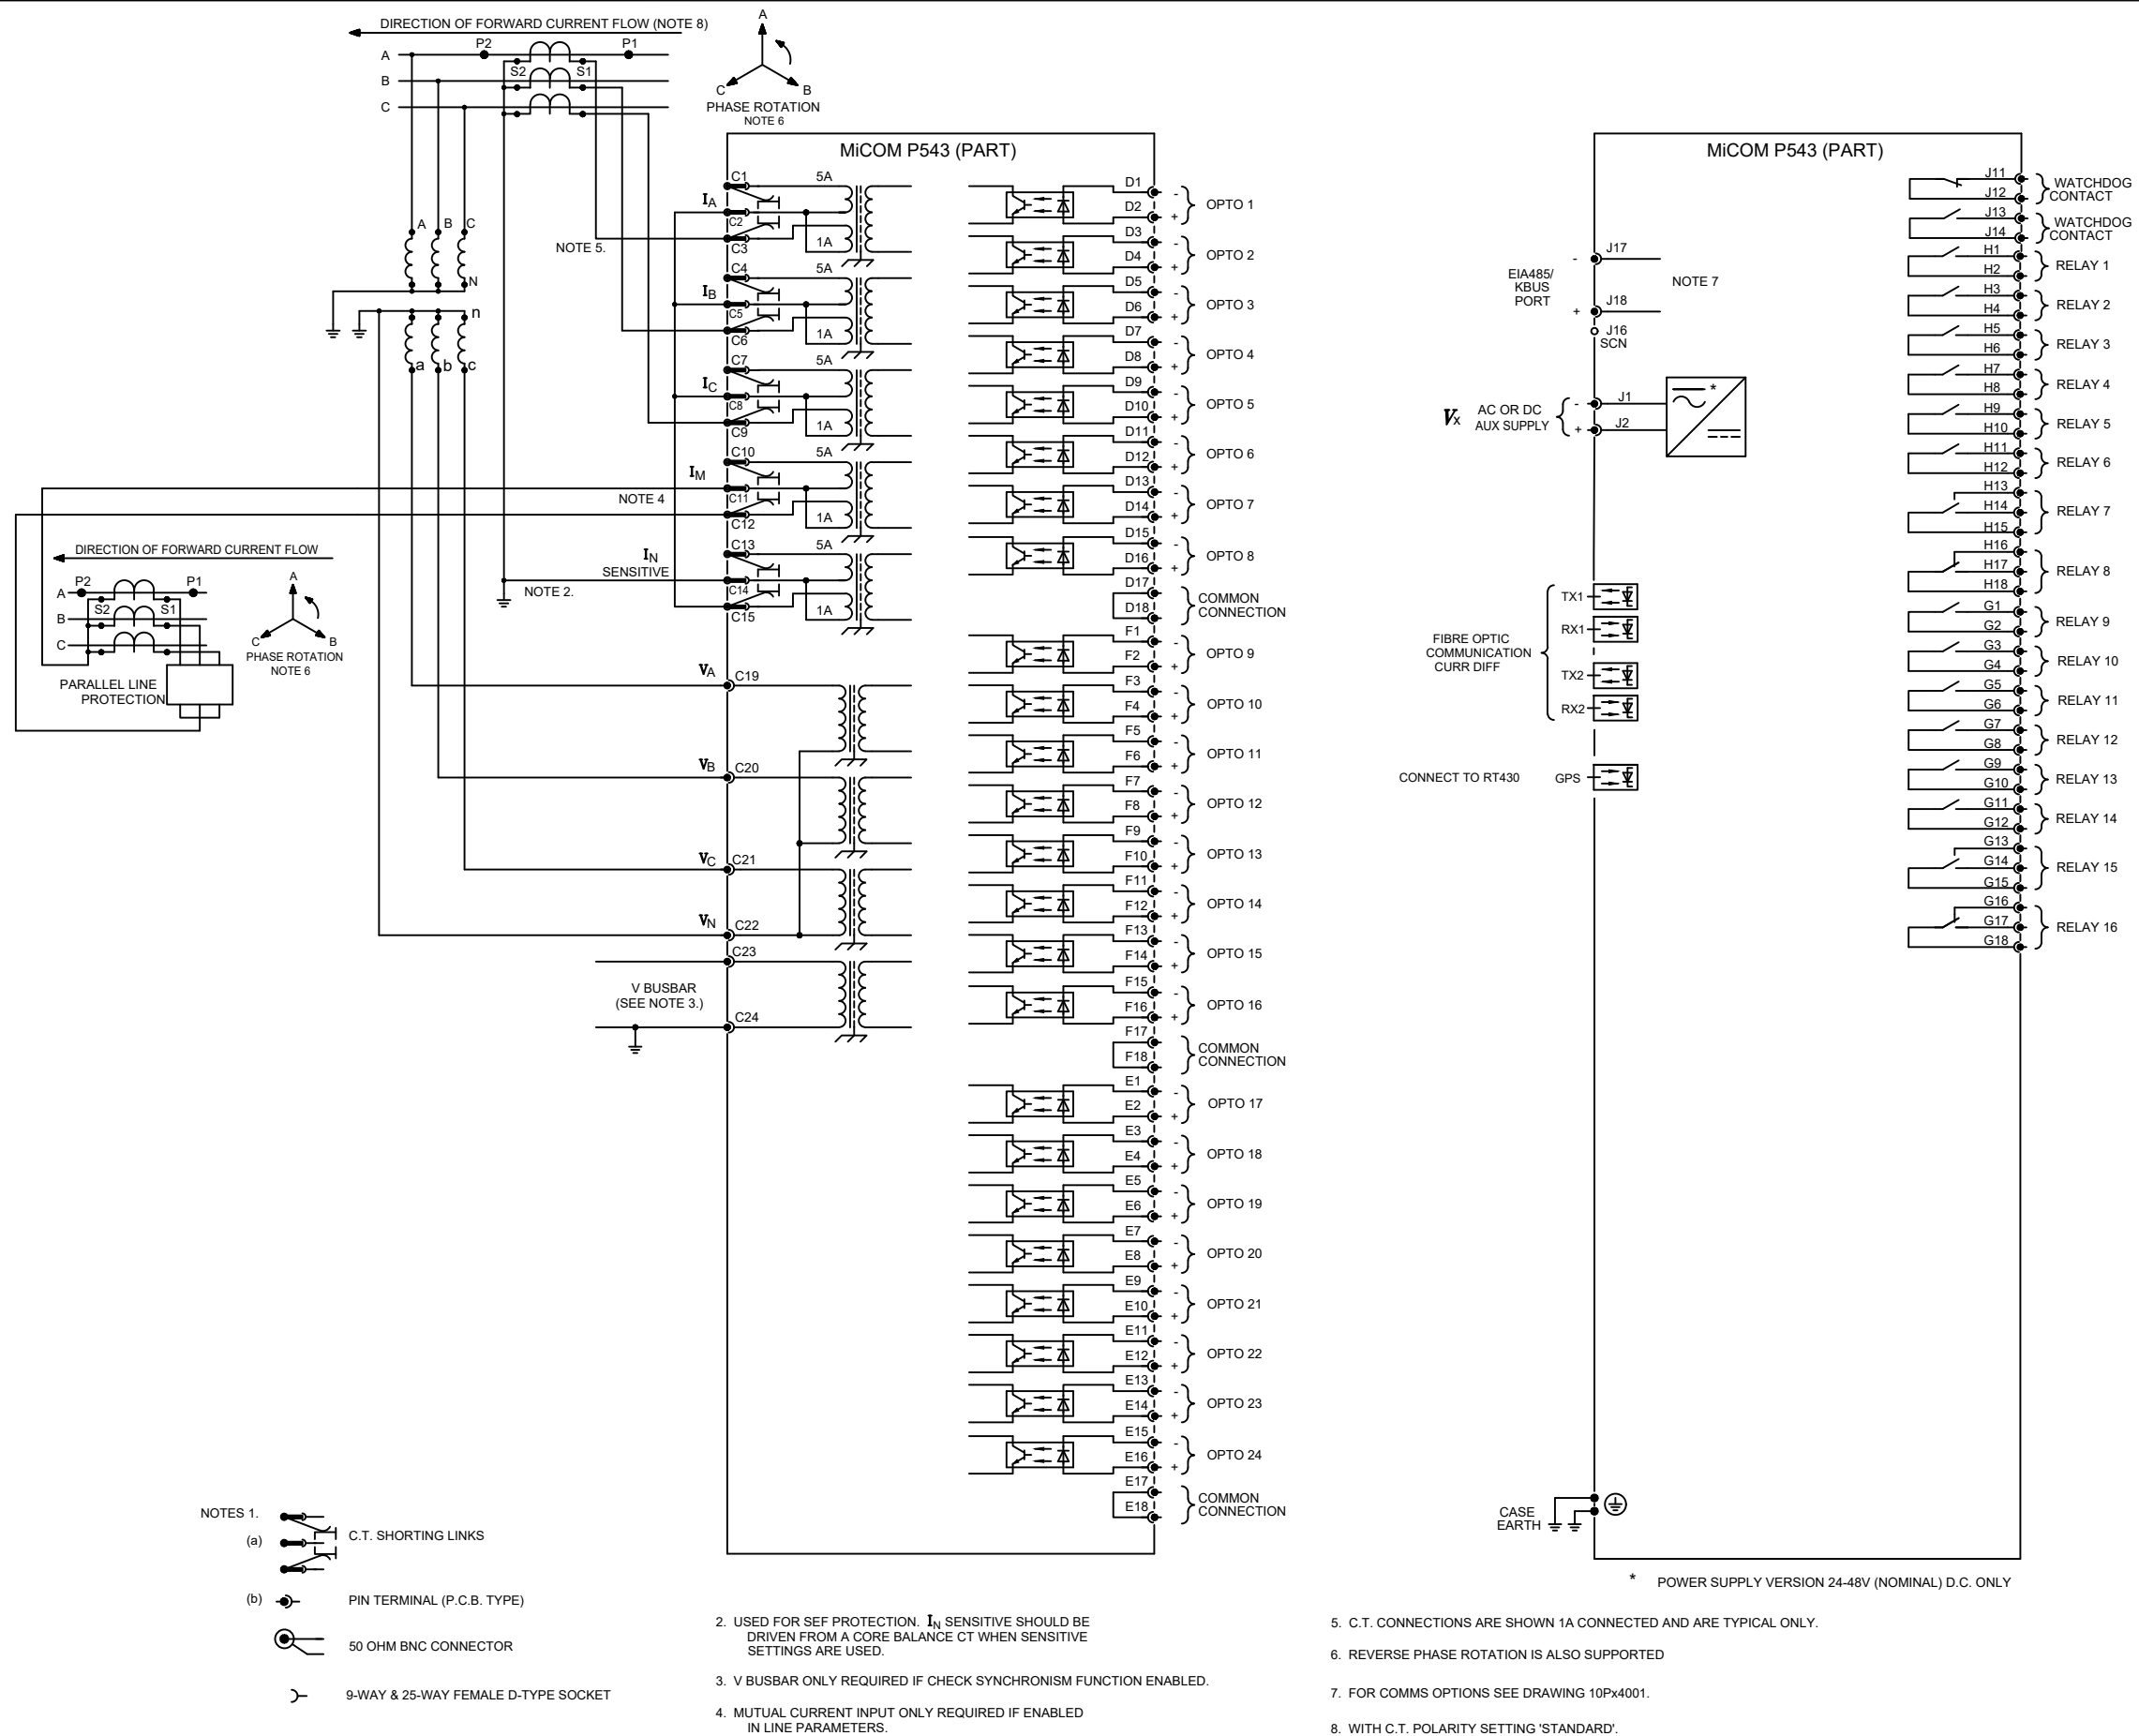 DIRECTION OF FORWARD CURRENT FLOW (NOTE 8)
A
P2
P1
S2
S1
B
C
A
C
B
PHASE ROTATION
NOTE 6
A
B
C
N
n
a
b
c
NOTE 5.
NOTE 4
NOTE 2.
DIRECTION OF FORWARD CURRENT FLOW
A
P2
P1
S2
S1
B
C
A
C
B
PHASE ROTATION
NOTE 6
PARALLEL LINE
PROTECTION
MiCOM P543 (PART)
C1
5A
IA
C2
C3
1A
C4
5A
IB
C5
C6
1A
C7
5A
IC
C8
C9
1A
C10
5A
IM
C11
C12
1A
C13
5A
IN
SENSITIVE
C14
C15
1A
VA
C19
VB
C20
VC
C21
VN
C22
C23
V BUSBAR
(SEE NOTE 3.)
C24
D1 -
D2 +
OPTO 1
D3 -
D4 +
OPTO 2
D5 -
D6 +
OPTO 3
D7 -
D8 +
OPTO 4
D9 -
D10 +
OPTO 5
D11 -
D12 +
OPTO 6
D13 -
D14 +
OPTO 7
D15 -
D16 +
OPTO 8
D17
D18
COMMON
CONNECTION
F1 -
F2 +
OPTO 9
F3 -
F4 +
OPTO 10
F5 -
F6 +
OPTO 11
F7 -
F8 +
OPTO 12
F9 -
F10 +
OPTO 13
F11 -
F12 +
OPTO 14
F13 -
F14 +
OPTO 15
F15 -
F16 +
OPTO 16
F17
F18
COMMON
CONNECTION
E1 -
E2 +
OPTO 17
E3 -
E4 +
OPTO 18
E5 -
E6 +
OPTO 19
E7 -
E8 +
OPTO 20
E9 -
E10 +
OPTO 21
E11 -
E12 +
OPTO 22
E13 -
E14 +
OPTO 23
E15 -
E16 +
OPTO 24
E17
E18
COMMON
CONNECTION
MiCOM P543 (PART)
- J17
EIA485/
KBUS
PORT
NOTE 7
+ J18
J16
SCN
VX
AC OR DC
AUX SUPPLY
- J1
+ J2
*
TX1
RX1
FIBRE OPTIC
COMMUNICATION
CURR DIFF
TX2
RX2
CONNECT TO RT430
GPS
CASE
EARTH
J11
J12
WATCHDOG
CONTACT
J13
J14
WATCHDOG
CONTACT
H1
H2
RELAY 1
H3
H4
RELAY 2
H5
H6
RELAY 3
H7
H8
RELAY 4
H9
H10
RELAY 5
H11
H12
RELAY 6
H13
H14
H15
RELAY 7
H16
H17
H18
RELAY 8
G1
G2
RELAY 9
G3
G4
RELAY 10
G5
G6
RELAY 11
G7
G8
RELAY 12
G9
G10
RELAY 13
G11
G12
RELAY 14
G13
G14
G15
RELAY 15
G16
G17
G18
RELAY 16
* POWER SUPPLY VERSION 24-48V (NOMINAL) D.C. ONLY
NOTES 1.
(a)
C.T. SHORTING LINKS
(b)
PIN TERMINAL (P.C.B. TYPE)
50 OHM BNC CONNECTOR
9-WAY & 25-WAY FEMALE D-TYPE SOCKET
2. USED FOR SEF PROTECTION. IN SENSITIVE SHOULD BE
DRIVEN FROM A CORE BALANCE CT WHEN SENSITIVE
SETTINGS ARE USED.
3. V BUSBAR ONLY REQUIRED IF CHECK SYNCHRONISM FUNCTION ENABLED.
4. MUTUAL CURRENT INPUT ONLY REQUIRED IF ENABLED
IN LINE PARAMETERS.
5. C.T. CONNECTIONS ARE SHOWN 1A CONNECTED AND ARE TYPICAL ONLY.
6. REVERSE PHASE ROTATION IS ALSO SUPPORTED
7. FOR COMMS OPTIONS SEE DRAWING 10Px4001.
8. WITH C.T. POLARITY SETTING 'STANDARD'.